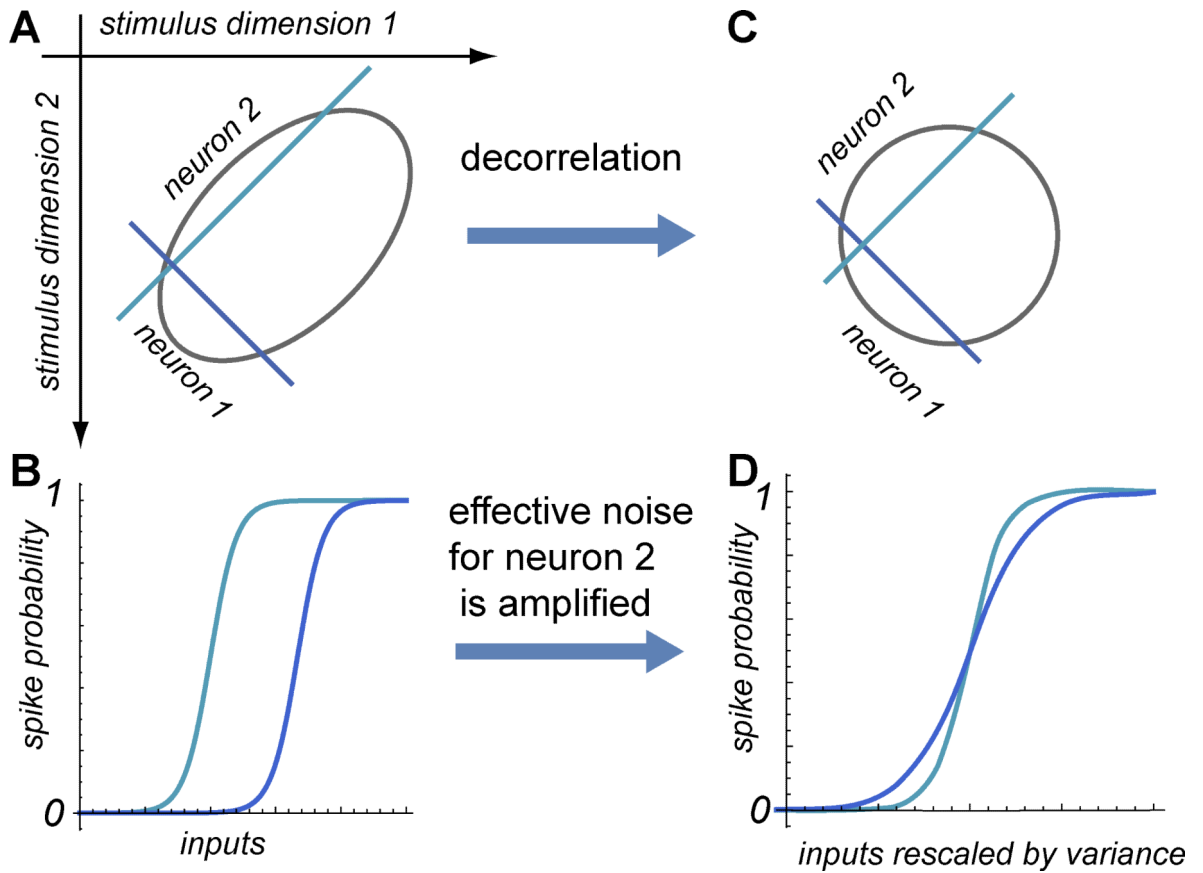 A
stimulus dimension 1
stimulus dimension 2
neuron 2
neuron 1
decorrelation
C
neuron 2
neuron 1
B
1
spike probability
0
inputs
effective noise
for neuron 2
is amplified
D
1
spike probability
0
inputs rescaled by variance